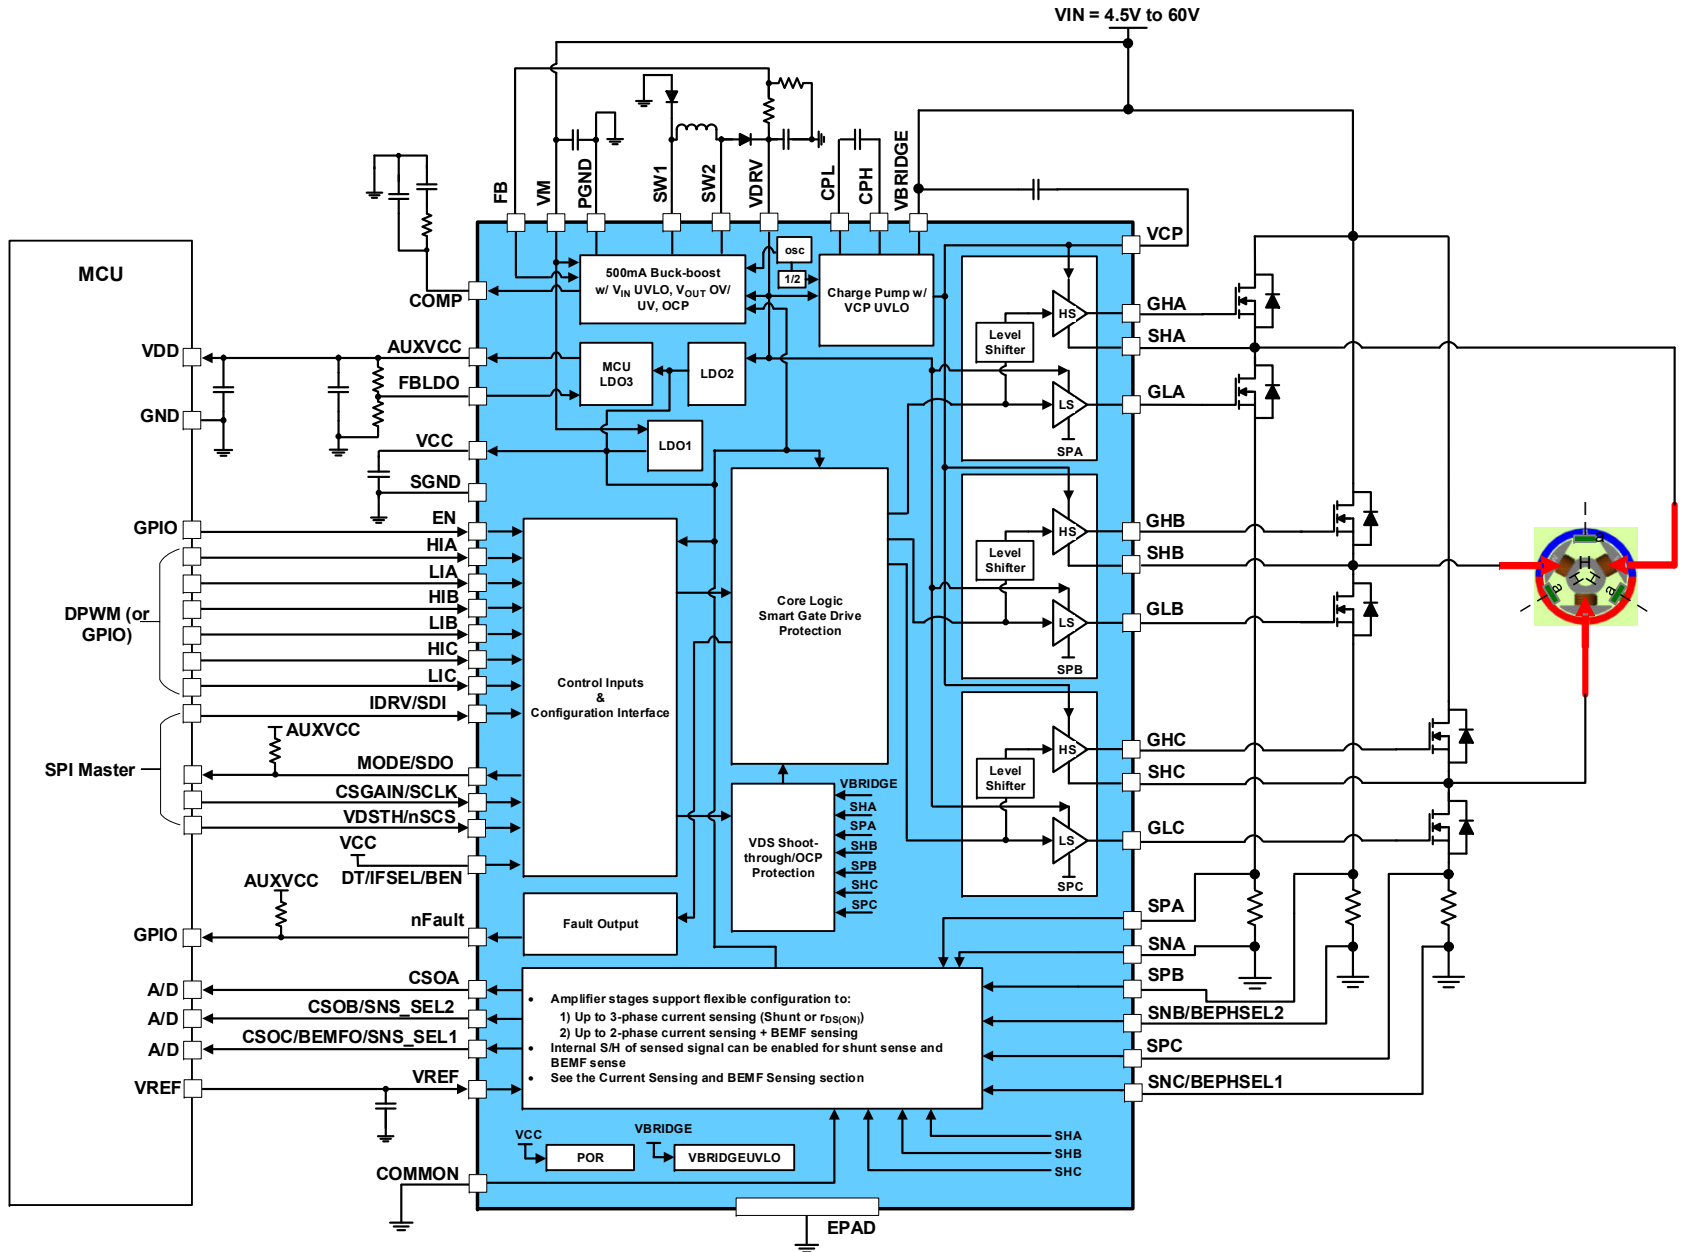 VIN = 4.5V to 60V
FB
VM
PGND
SW1
SW2
VDRV
CPL
CPH
VBRIDGE
MCU
COMP
500mA Buck-boost
w/ VIN UVLO, VOUT OV/
UV, OCP
osc
1/2
Charge Pump w/
VCP UVLO
VCP
HS
Level
Shifter
LS
SPA
GHA
SHA
GLA
VDD
AUXVCC
MCU
LDO3
LDO2
FBLDO
GND
VCC
LDO1
SGND
GPIO
EN
HIA
LIA
HIB
LIB
HIC
LIC
DPWM (or
GPIO)
IDRV/SDI
AUXVCC
SPI Master
MODE/SDO
CSGAIN/SCLK
VDSTH/nSCS
VCC
DT/IFSEL/BEN
Control Inputs
&
Configuration Interface
Core Logic
Smart Gate Drive
Protection
HS
Level
Shifter
LS
SPB
GHB
SHB
GLB
HS
Level
Shifter
LS
SPC
GHC
SHC
GLC
VDS Shoot-
through/OCP
Protection
VBRIDGE
SHA
SPA
SHB
SPB
SHC
SPC
AUXVCC
GPIO
nFault
Fault Output
A/D
CSOA
A/D
CSOB/SNS_SEL2
A/D
CSOC/BEMFO/SNS_SEL1
VREF
VREF
• Amplifier stages support flexible configuration to:
1) Up to 3-phase current sensing (Shunt or rDS(ON))
2) Up to 2-phase current sensing + BEMF sensing
• Internal S/H of sensed signal can be enabled for shunt sense and
BEMF sense
• See the Current Sensing and BEMF Sensing section
SPA
SNA
SPB
SNB/BEPHSEL2
SPC
SNC/BEPHSEL1
VCC
POR
VBRIDGE
VBRIDGEUVLO
SHA
SHB
SHC
COMMON
EPAD
H
H
H
a
a
a